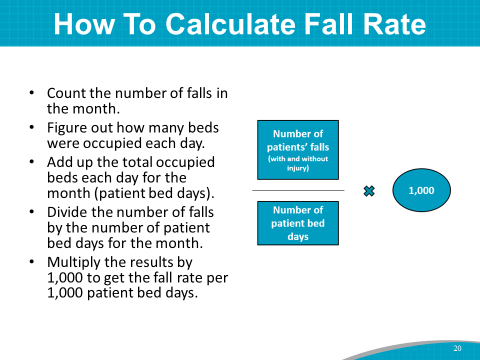 How To Calculate Fall Rate
• Count the number of falls in
the month.
• Figure out how many beds
were occupied each day.
• Add up the total occupied
beds each day for the
month (patient bed days).
• Divide the number of falls
by the number of patient
bed days for the month.
• Multiply the results by
1,000 to get the fall rate per
1,000 patient bed days.
Number of
patients' falls
(with and without
injury)
Number of
patient bed
days
1,000
20